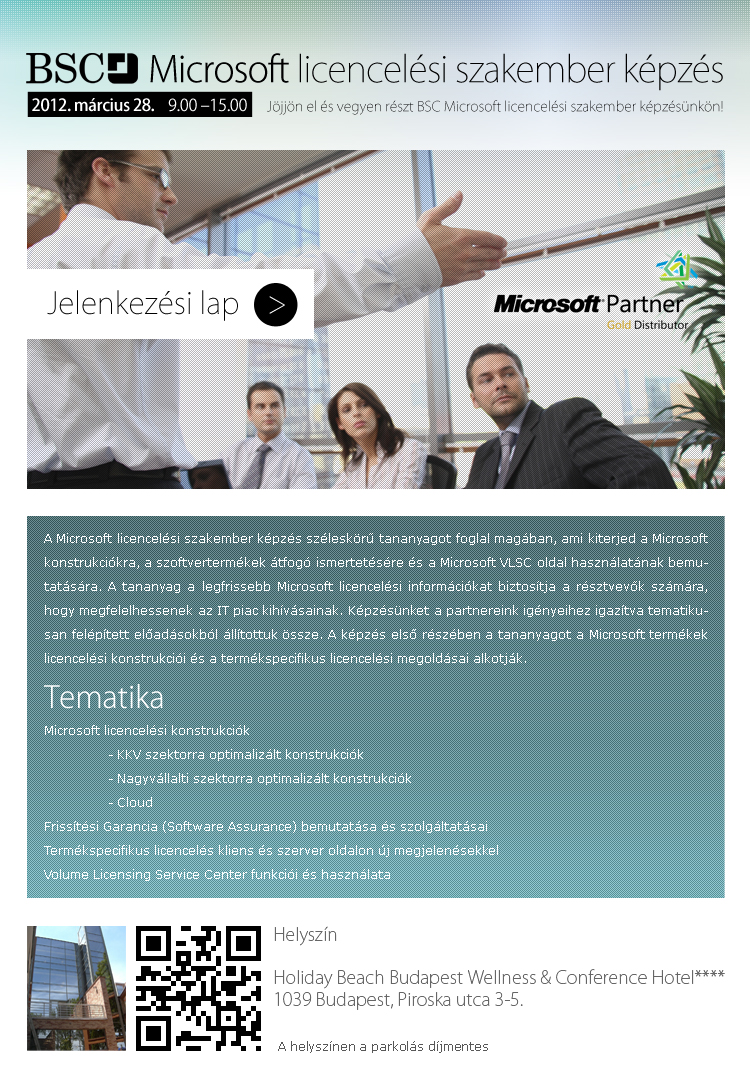 BSC Microsoft licencelési szakember képzés
2012. március 28. 9.00 –15.00 Jöjjön el és vegyen részt BSC Microsoft licencelési szakember képzésünkön!
Jelenkezési lap >
Microsoft Partner
Gold Distributor
A Microsoft licencelési szakember képzés széleskörű tananyagot foglal magában, ami kiterjed a Microsoft
konstrukciókra, a szoftvertermékek átfogó ismertetésére és a Microsoft VLSC oldal használatának bemu-
tatására. A tananyag a legfrissebb Microsoft licencelési információkat biztosítja a résztvevők számára,
hogy megfelelhessenek az IT piac kihívásainak. Képzésünket a partnereink igényeihez igazítva tematiku-
san felépített előadásokból állítottuk össze. A képzés első részében a tananyagot a Microsoft termékek
licencelési konstrukciói és a termékspecifikus licencelési megoldásai alkotják.
Tematika
Microsoft licencelési konstrukciók
- KKV szektorra optimalizált konstrukciók
- Nagyvállalti szektorra optimalizált konstrukciók
- Cloud
Frissítési Garancia (Software Assurance) bemutatása és szolgáltatásai
Termékspecifikus licencelés kliens és szerver oldalon új megjelenésekkel
Volume Licensing Service Center funkciói és használata
Helyszín
Holiday Beach Budapest Wellness & Conference Hotel****
1039 Budapest, Piroska utca 3-5.
A helyszínen a parkolás díjmentes